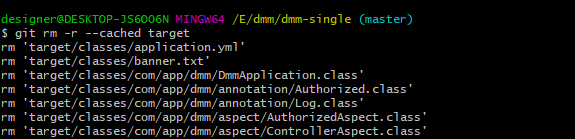 designer@DESKTOP-JS6OO6N MINGW64 /E/dmm/dmm-single (master)
$ git rm -r --cached target
rm 'target/classes/application.yml'
rm 'target/classes/banner.txt'
rm 'target/classes/com/app/dmm/DmmApplication.class'
rm 'target/classes/com/app/dmm/annotation/Authorized.class'
rm 'target/classes/com/app/dmm/annotation/Log.class'
rm 'target/classes/com/app/dmm/aspect/AuthorizedAspect.class'
rm 'target/classes/com/app/dmm/aspect/ControllerAspect.class'